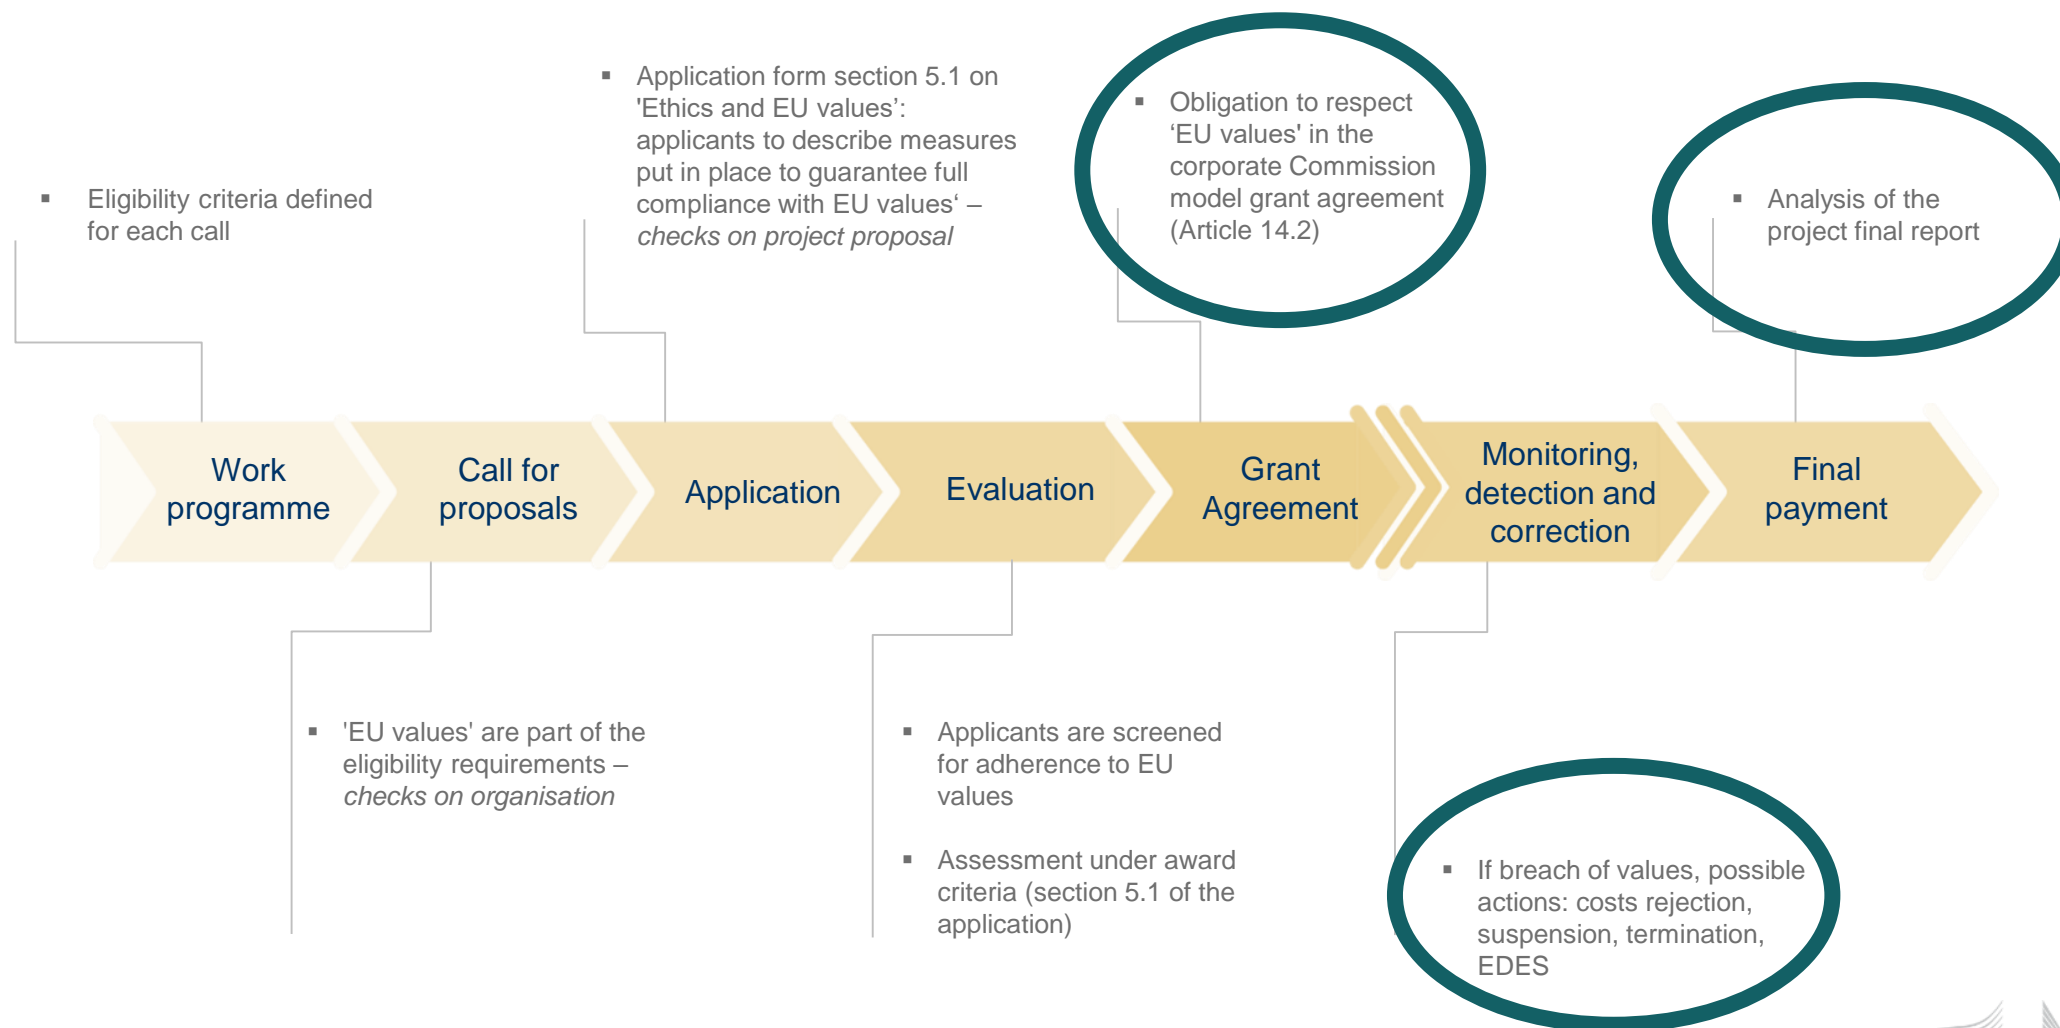 ▪ Eligibility criteria defined
for each call
▪ Application form section 5.1 on
'Ethics and EU values’:
applicants to describe measures
put in place to guarantee full
compliance with EU values‘ –
checks on project proposal
▪ Obligation to respect
‘EU values' in the
corporate Commission
model grant agreement
(Article 14.2)
▪ Analysis of the
project final report
Work
programme
Call for
proposals
Application
Evaluation
Grant
Agreement
Monitoring,
detection and
correction
Final
payment
▪ 'EU values' are part of the
eligibility requirements –
checks on organisation
▪ Applicants are screened
for adherence to EU
values
▪ Assessment under award
criteria (section 5.1 of the
application)
▪ If breach of values, possible
actions: costs rejection,
suspension, termination,
EDES